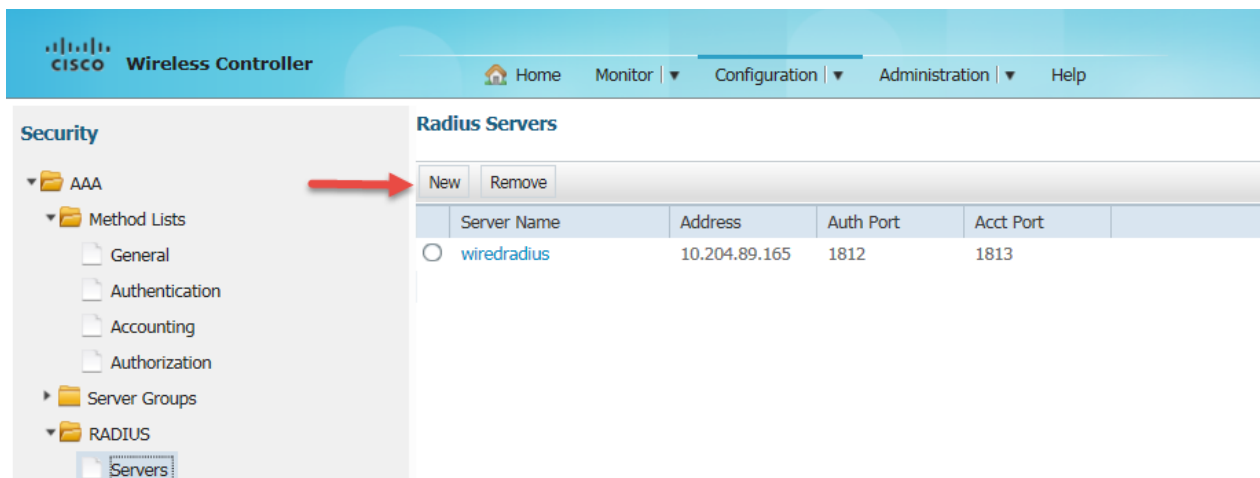 CISCO Wireless Controller
Home Monitor Configuration Administration Help
Security
AAA
Method Lists
General
Authentication
Accounting
Authorization
Server Groups
RADIUS
Servers
Radius Servers
New Remove
Server Name Address Auth Port Acct Port
wiredradius 10.204.89.165 1812 1813